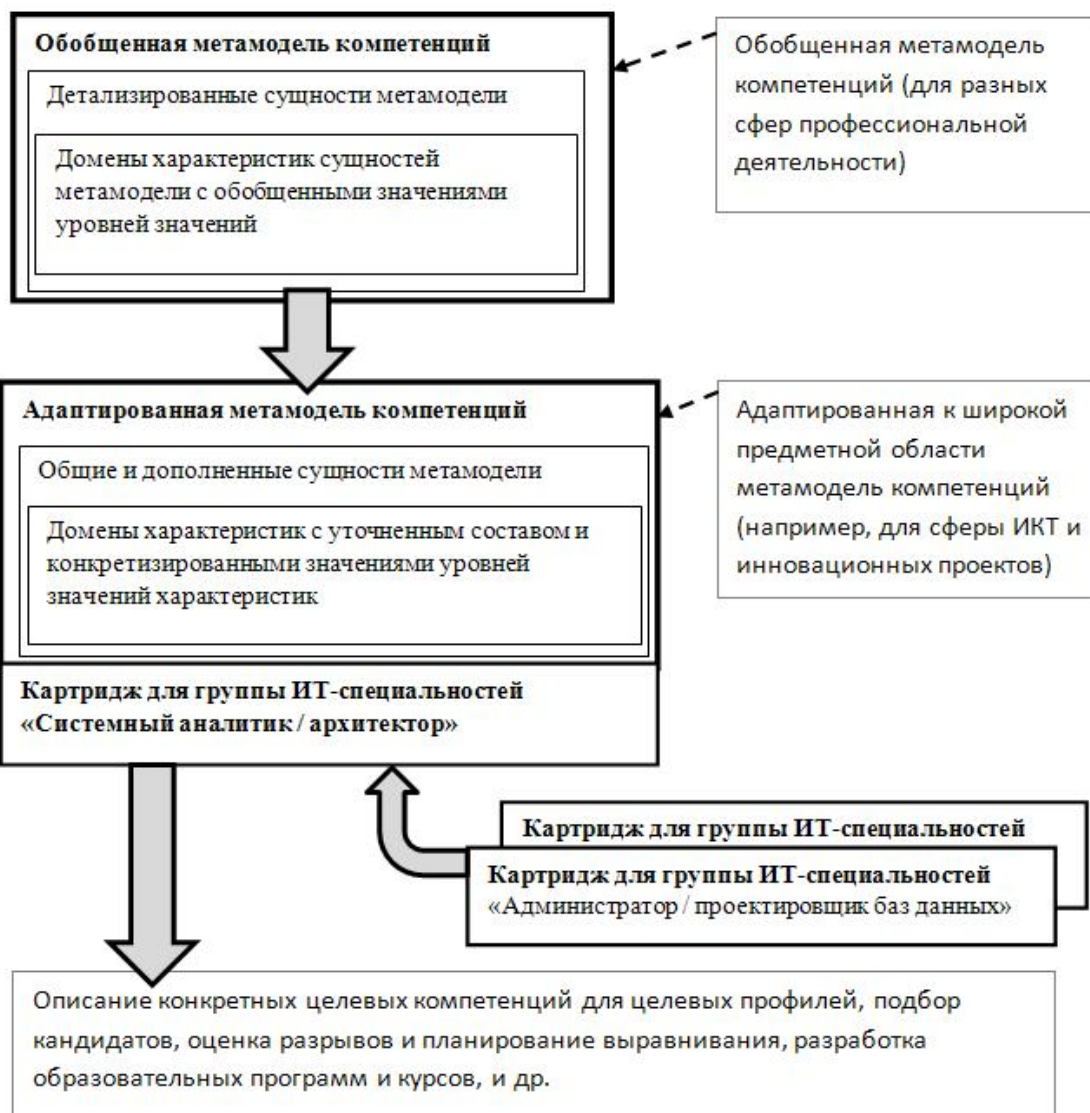 Обобщенная метамодель компетенций
Детализированные сущности метамодели
Домены характеристик сущностей
метамодели с обобщенными значениями
уровней значений
Обобщенная метамодель
компетенций (для разных
сфер профессиональной
деятельности)
Адаптированная метамодель компетенций
Общие и дополненные сущности метамодели
Домены характеристик с уточненным составом и
конкретизированными значениями уровней
значений характеристик
Адаптированная к широкой
предметной области
метамодель компетенций
(например, для сферы ИКТ и
инновационных проектов)
Картридж для группы ИТ-специальностей
«Системный аналитик / архитектор»
Картридж для группы ИТ-специальностей
Картридж для группы ИТ-специальностей
«Администратор / проектировщик баз данных»
Описание конкретных целевых компетенций для целевых профилей, подбор
кандидатов, оценка разрывов и планирование выравнивания, разработка
образовательных программ и курсов, и др.